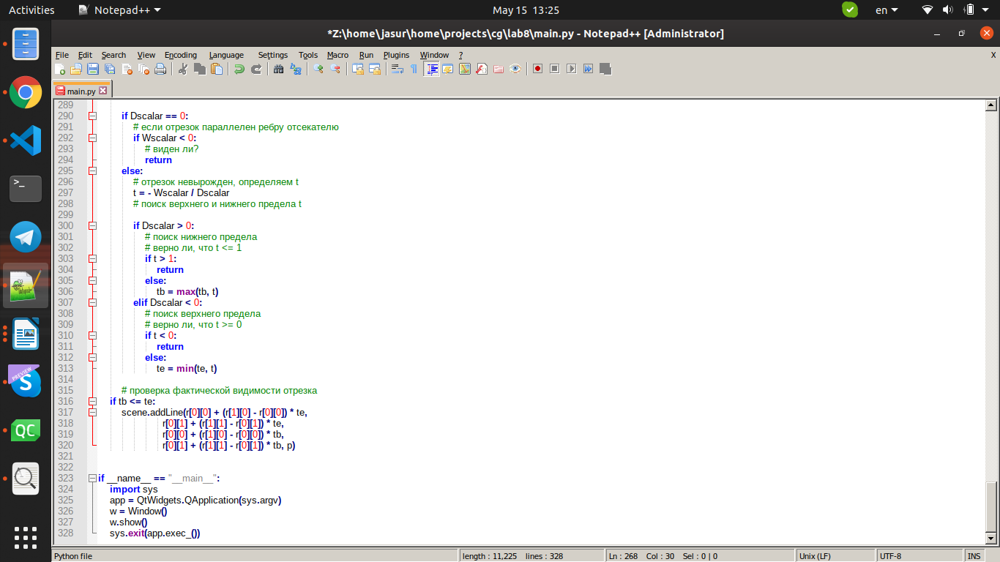 Activities Notepad++ May 15 13:25 en
*Z:\home\jasur\home\projects\cg\lab8\main.py - Notepad++ [Administrator]
File Edit Search View Encoding Language Settings Tools Macro Run Plugins Window ? X
main.py
289
290 if Dscalar == 0:
291 # если отрезок параллелен ребру отсекателю
292 if Wscalar < 0:
293 # виден ли?
294 return
295 else:
296 # отрезок невырожден, определяем t
297 t = - Wscalar / Dscalar
298 # поиск верхнего и нижнего предела t
299
300 if Dscalar > 0:
301 # поиск нижнего предела
302 # верно ли, что t <= 1
303 if t > 1:
304 return
305 else:
306 tb = max(tb, t)
307 elif Dscalar < 0:
308 # поиск верхнего предела
309 # верно ли, что t >= 0
310 if t < 0:
311 return
312 else:
313 te = min(te, t)
314
315 # проверка фактической видимости отрезка
316 if tb <= te:
317 scene.addLine(r[0][0] + (r[1][0] - r[0][0]) * te,
318 r[0][1] + (r[1][1] - r[0][1]) * te,
319 r[0][0] + (r[1][0] - r[0][0]) * tb,
320 r[0][1] + (r[1][1] - r[0][1]) * tb, p)
321
322
323 if __name__ == "__main__":
324 import sys
325 app = QtWidgets.QApplication(sys.argv)
326 w = Window()
327 w.show()
328 sys.exit(app.exec_())
Python file length : 11,225 lines : 328 Ln : 268 Col : 30 Sel : 0 | 0 Unix (LF) UTF-8 INS
>_
PREVIEW
S
QC